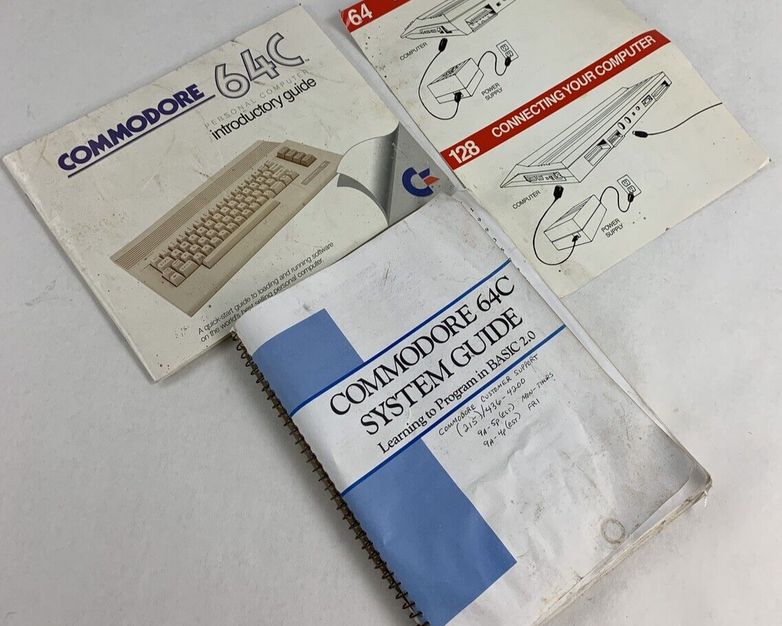 COMMODORE 64C
PERSONAL COMPUTER
introductory guide
A quick-start guide to loading and running software
on the world's best selling personal computer.
64
COMPUTER
POWER
SUPPLY
128 CONNECTING YOUR COMPUTER
COMPUTER
POWER
SUPPLY
COMMODORE 64C
SYSTEM GUIDE
Learning to Program in BASIC 2.0
COMMODORE CUSTOMER SUPPORT
(215)/436-4200
9A-5P (EST) MON-THURS
9A-4P (EST) FRI